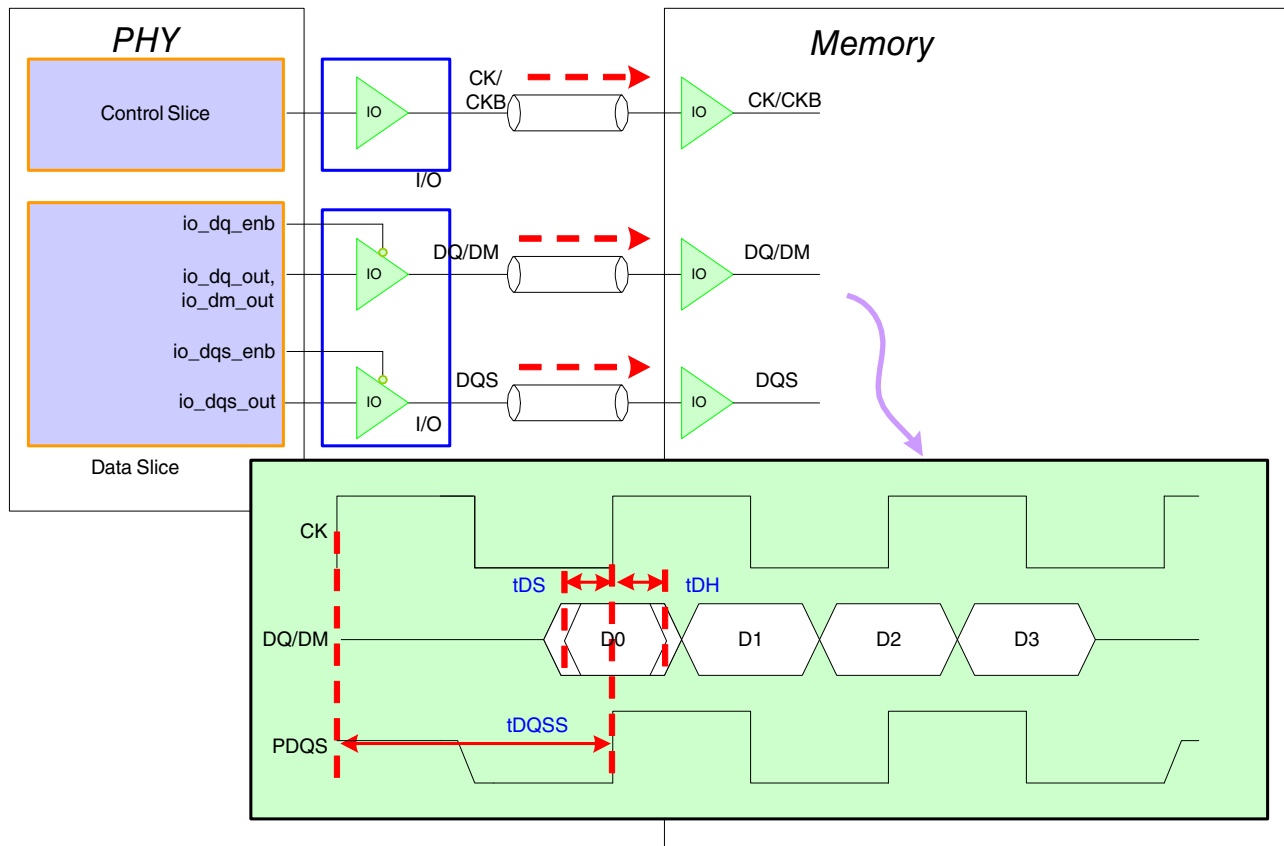 PHY
Memory
Control Slice
IO
CK/
CKB
IO
CK/CKB
I/O
io_dq_enb
io_dq_out,
io_dm_out
IO
DQ/DM
IO
DQ/DM
io_dqs_enb
io_dqs_out
IO
DQS
IO
DQS
I/O
Data Slice
CK
tDS
tDH
DQ/DM
D0
D1
D2
D3
tDQSS
PDQS